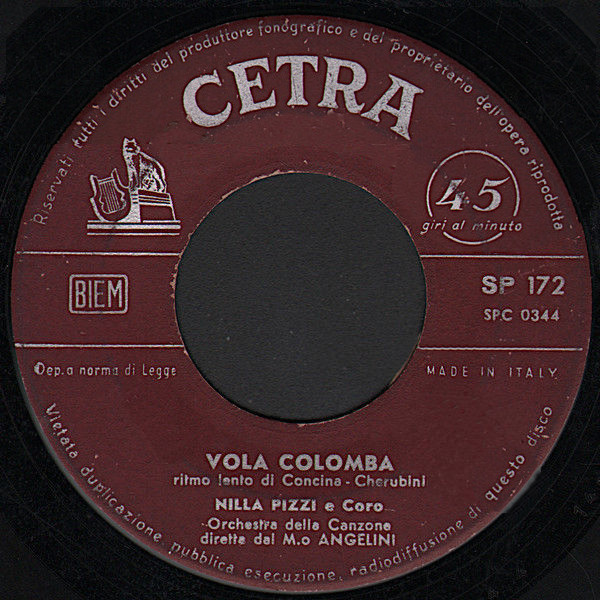 Riservati tutti i diritti del produttore fonografico e del proprietario dell'opera riprodotta
CETRA
45
giri al minuto
BIEM
SP 172
SPC 0344
Dep. a norma di Legge
MADE IN ITALY
VOLA COLOMBA
ritmo lento di Concina - Cherubini
NILLA PIZZI e Coro
Orchestra della Canzone
diretta dal M.o ANGELINI
Vietata duplicazione, pubblica esecuzione, radiodiffusione di questo disco